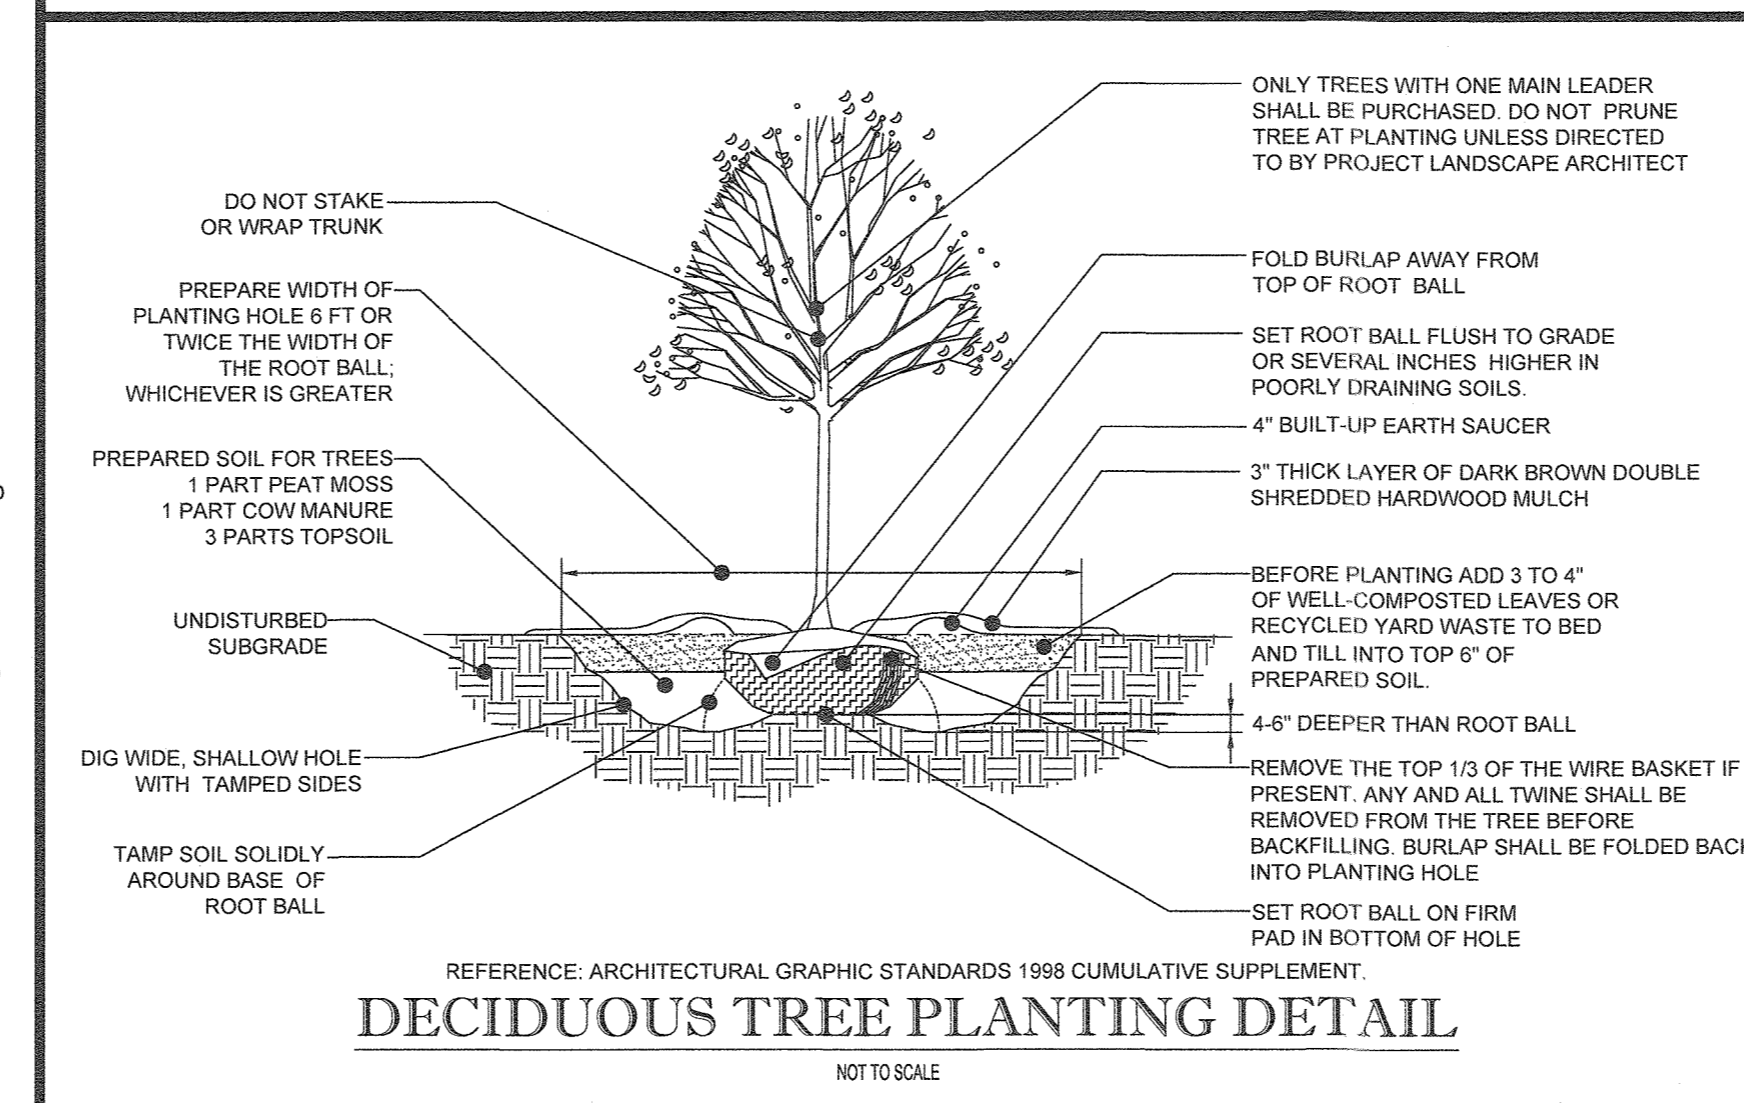 DO NOT STAKE
OR WRAP TRUNK
PREPARE WIDTH OF
PLANTING HOLE 6 FT OR
TWICE THE WIDTH OF
THE ROOT BALL;
WHICHEVER IS GREATER
PREPARED SOIL FOR TREES
1 PART PEAT MOSS
1 PART COW MANURE
3 PARTS TOPSOIL
UNDISTURBED
SUBGRADE
DIG WIDE, SHALLOW HOLE
WITH TAMPED SIDES
TAMP SOIL SOLIDLY
AROUND BASE OF
ROOT BALL
ONLY TREES WITH ONE MAIN LEADER
SHALL BE PURCHASED. DO NOT PRUNE
TREE AT PLANTING UNLESS DIRECTED
TO BY PROJECT LANDSCAPE ARCHITECT
FOLD BURLAP AWAY FROM
TOP OF ROOT BALL
SET ROOT BALL FLUSH TO GRADE
OR SEVERAL INCHES HIGHER IN
POORLY DRAINING SOILS.
4" BUILT-UP EARTH SAUCER
3" THICK LAYER OF DARK BROWN DOUBLE
SHREDDED HARDWOOD MULCH
BEFORE PLANTING ADD 3 TO 4"
OF WELL-COMPOSTED LEAVES OR
RECYCLED YARD WASTE TO BED
AND TILL INTO TOP 6" OF
PREPARED SOIL.
4-6" DEEPER THAN ROOT BALL
REMOVE THE TOP 1/3 OF THE WIRE BASKET IF
PRESENT. ANY AND ALL TWINE SHALL BE
REMOVED FROM THE TREE BEFORE
BACKFILLING. BURLAP SHALL BE FOLDED BACK
INTO PLANTING HOLE
SET ROOT BALL ON FIRM
PAD IN BOTTOM OF HOLE
REFERENCE: ARCHITECTURAL GRAPHIC STANDARDS 1998 CUMULATIVE SUPPLEMENT.
DECIDUOUS TREE PLANTING DETAIL
NOT TO SCALE